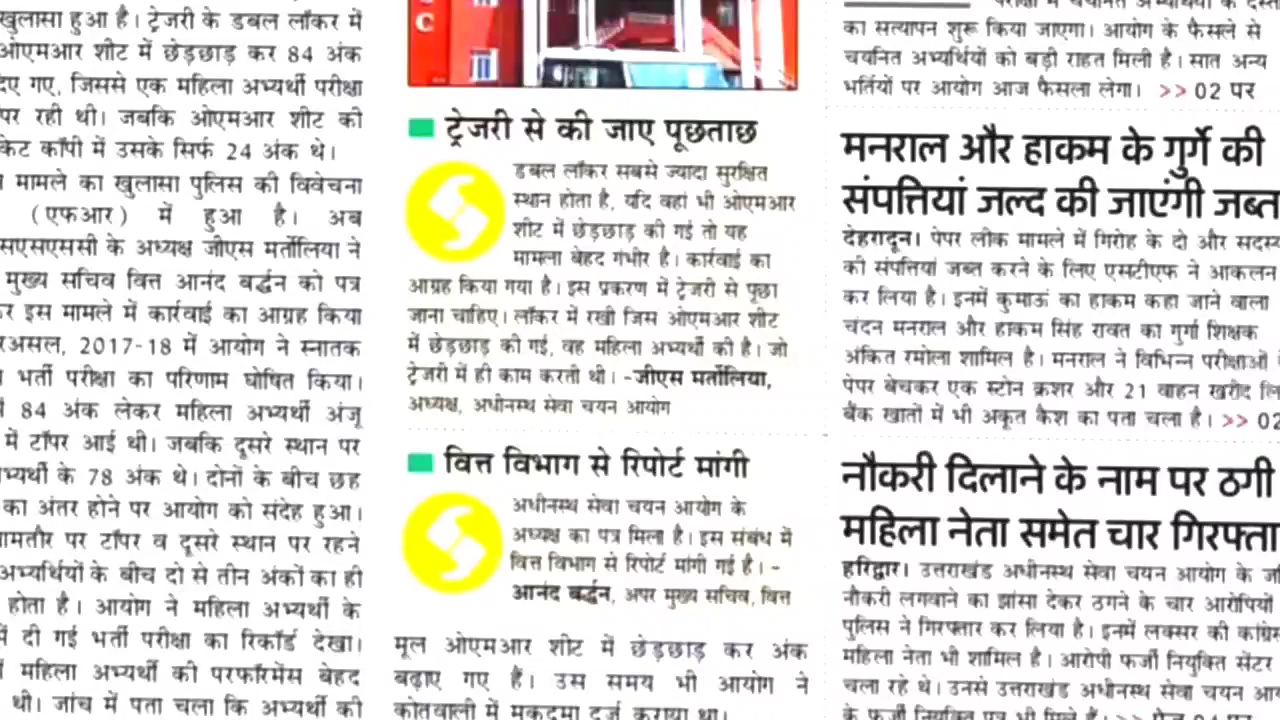 खुलासा हुआ है। ट्रेजरी के डबल लॉकर में
ओएमआर शीट में छेड़छाड़ कर 84 अंक
गए, जिससे एक महिला अभ्यर्थी परीक्षा
पर रही थी। जबकि ओएमआर शीट की
कॉपी में उसके सिर्फ 24 अंक थे।
मामले का खुलासा पुलिस की विवेचना
(एफआर) में हुआ है। अब
के अध्यक्ष जीएस मर्तोलिया ने
मुख्य सचिव वित्त आनंद बर्द्धन को पत्र
इस मामले में कार्रवाई का आग्रह किया
2017-18 में आयोग ने स्नातक
भर्ती परीक्षा का परिणाम घोषित किया।
84 अंक लेकर महिला अभ्यर्थी अंजू
में टॉपर आई थी। जबकि दूसरे स्थान पर
के 78 अंक थे। दोनों के बीच छह
का अंतर होने पर आयोग को संदेह हुआ।
पर टॉपर व दूसरे स्थान पर रहने
अभ्यर्थियों के बीच दो से तीन अंकों का ही
होता है। आयोग ने महिला अभ्यर्थी के
दी गई भर्ती परीक्षा का रिकॉर्ड देखा।
महिला अभ्यर्थी की परफॉरमेंस बेहद
थी। जांच में पता चला कि अभ्यर्थी की
C
ट्रेजरी से की जाए पूछताछ
डबल लॉकर सबसे ज्यादा सुरक्षित
स्थान होता है, यदि वहां भी ओएमआर
शीट में छेड़छाड़ की गई तो यह
मामला बेहद गंभीर है। कार्रवाई का
आग्रह किया गया है। इस प्रकरण में ट्रेजरी से पूछा
जाना चाहिए। लॉकर में रखी जिस ओएमआर शीट
में छेड़छाड़ की गई, वह महिला अभ्यर्थी की है। जो
ट्रेजरी में ही काम करती थी। -जीएस मर्तोलिया,
अध्यक्ष, अधीनस्थ सेवा चयन आयोग
वित्त विभाग से रिपोर्ट मांगी
अधीनस्थ सेवा चयन आयोग के
अध्यक्ष का पत्र मिला है। इस संबंध में
वित्त विभाग से रिपोर्ट मांगी गई है। -
आनंद बर्द्धन, अपर मुख्य सचिव, वित्त
मूल ओएमआर शीट में छेड़छाड़ कर अंक
बढ़ाए गए हैं। उस समय भी आयोग ने
कोतवाली में मुकदमा दर्ज कराया था।
का सत्यापन शुरू किया जाएगा। आयोग के फैसले से
चयनित अभ्यर्थियों को बड़ी राहत मिली है। सात अन्य
भर्तियों पर आयोग आज फैसला लेगा। >> 02 पर
मनराल और हाकम के गुर्गे की
संपत्तियां जल्द की जाएंगी जब्त
देहरादून। पेपर लीक मामले में गिरोह के दो और सदस्य
की संपत्तियां जब्त करने के लिए एसटीएफ ने आकलन
कर लिया है। इनमें कुमाऊं का हाकम कहा जाने वाला
चंदन मनराल और हाकम सिंह रावत का गुर्गा शिक्षक
अंकित रमोला शामिल है। मनराल ने विभिन्न परीक्षाओं
पेपर बेचकर एक स्टोन क्रशर और 21 वाहन खरीद
बैंक खातों में भी अकूत कैश का पता चला है। >> 02
नौकरी दिलाने के नाम पर ठगी
महिला नेता समेत चार गिरफ्ता
हरिद्वार। उत्तराखंड अधीनस्थ सेवा चयन आयोग के
नौकरी लगवाने का झांसा देकर ठगने के चार आरोपियों
पुलिस ने गिरफ्तार कर लिया है। इनमें लक्सर की
महिला नेता भी शामिल है। आरोपी फर्जी नियुक्ति सेंटर
चला रहे थे। उनसे उत्तराखंड अधीनस्थ सेवा चयन
के फर्जी नियुक्ति पत्र भी मिले हैं। >>